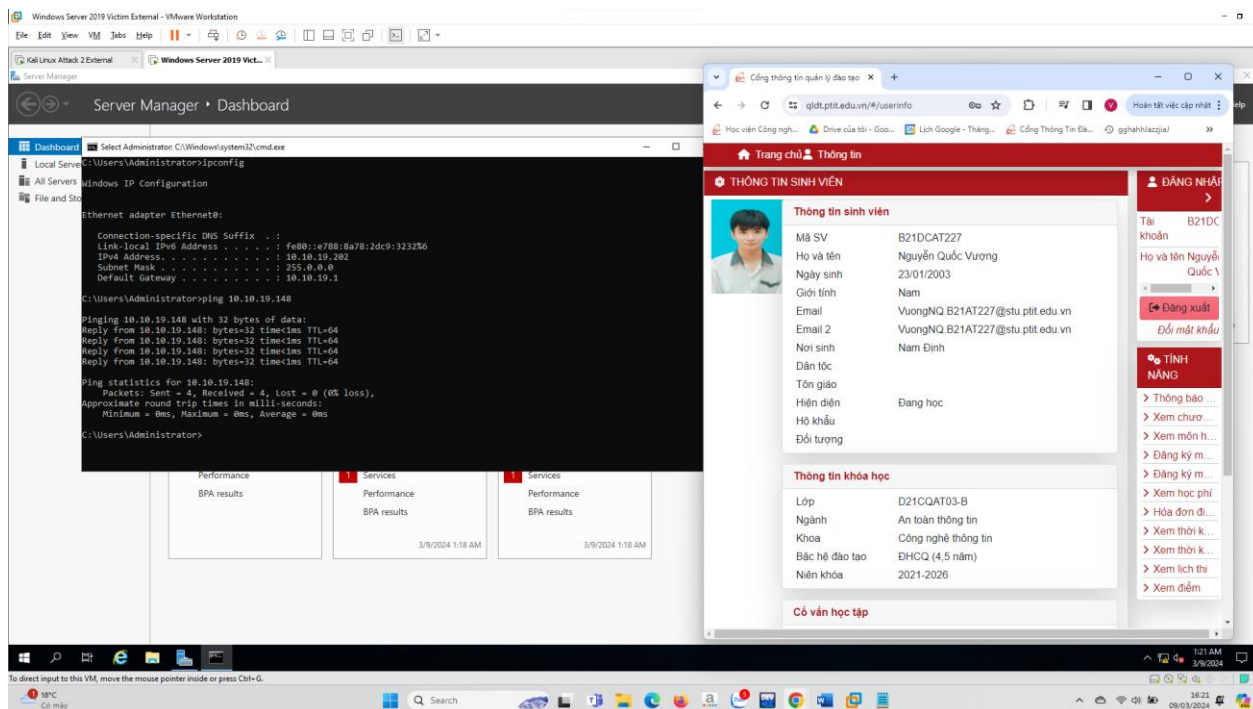 Windows Server 2019 Victim External - VMware Workstation
File Edit View VM Tabs Help
Kali Linux Attack 2 External
Windows Server 2019 Vict...
Server Manager
Server Manager • Dashboard
Dashboard
Local Serve
All Servers
File and Sto
Select Administrator: C:\Windows\system32\cmd.exe
C:\Users\Administrator>ipconfig
Windows IP Configuration
Ethernet adapter Ethernet0:
Connection-specific DNS Suffix . :
Link-local IPv6 Address . . . . . : fe80::e788:8a78:2dc9:3232%6
IPv4 Address. . . . . . . . . . . : 10.10.19.202
Subnet Mask . . . . . . . . . . . : 255.0.0.0
Default Gateway . . . . . . . . . : 10.10.19.1
C:\Users\Administrator>ping 10.10.19.148
Pinging 10.10.19.148 with 32 bytes of data:
Reply from 10.10.19.148: bytes=32 time<1ms TTL=64
Reply from 10.10.19.148: bytes=32 time<1ms TTL=64
Reply from 10.10.19.148: bytes=32 time<1ms TTL=64
Reply from 10.10.19.148: bytes=32 time<1ms TTL=64
Ping statistics for 10.10.19.148:
Packets: Sent = 4, Received = 4, Lost = 0 (0% loss),
Approximate round trip times in milli-seconds:
Minimum = 0ms, Maximum = 0ms, Average = 0ms
C:\Users\Administrator>
Performance
BPA results
1 Services
Performance
BPA results
3/9/2024 1:18 AM
1 Services
Performance
BPA results
3/9/2024 1:18 AM
Cổng thông tin quản lý đào tạo
qldt.ptit.edu.vn/#/userinfo
Hoàn tất việc cập nhật
elp
Học viện Công ngh...
Drive của tôi - Goo...
Lịch Google - Tháng...
Cổng Thông Tin Đà...
Trang chủ Thông tin
THÔNG TIN SINH VIÊN
Thông tin sinh viên
Mã SV B21DCAT227
Họ và tên Nguyễn Quốc Vượng
Ngày sinh 23/01/2003
Giới tính Nam
Email VuongNQ.B21AT227@stu.ptit.edu.vn
Email 2 VuongNQ.B21AT227@stu.ptit.edu.vn
Nơi sinh Nam Định
Dân tộc
Tôn giáo
Hiện diện Đang học
Hộ khẩu
Đối tượng
Thông tin khóa học
Lớp D21CQAT03-B
Ngành An toàn thông tin
Khoa Công nghệ thông tin
Bậc hệ đào tạo ĐHCQ (4,5 năm)
Niên khóa 2021-2026
Cố vấn học tập
ĐĂNG NHẬP
Tài khoản B21DC
Họ và tên Nguyễ
Quốc V
Đăng xuất
Đổi mật khẩu
TÍNH NĂNG
Thông báo ...
Xem chươ...
Xem môn h...
Đăng ký m...
Đăng ký m...
Xem học phí
Hóa đơn đi...
Xem thời k...
Xem thời k...
Xem lịch thi
Xem điểm
1:21 AM
3/9/2024
To direct input to this VM, move the mouse pointer inside or press Ctrl+G.
18°C
Có mây
Search
16:21
09/03/2024